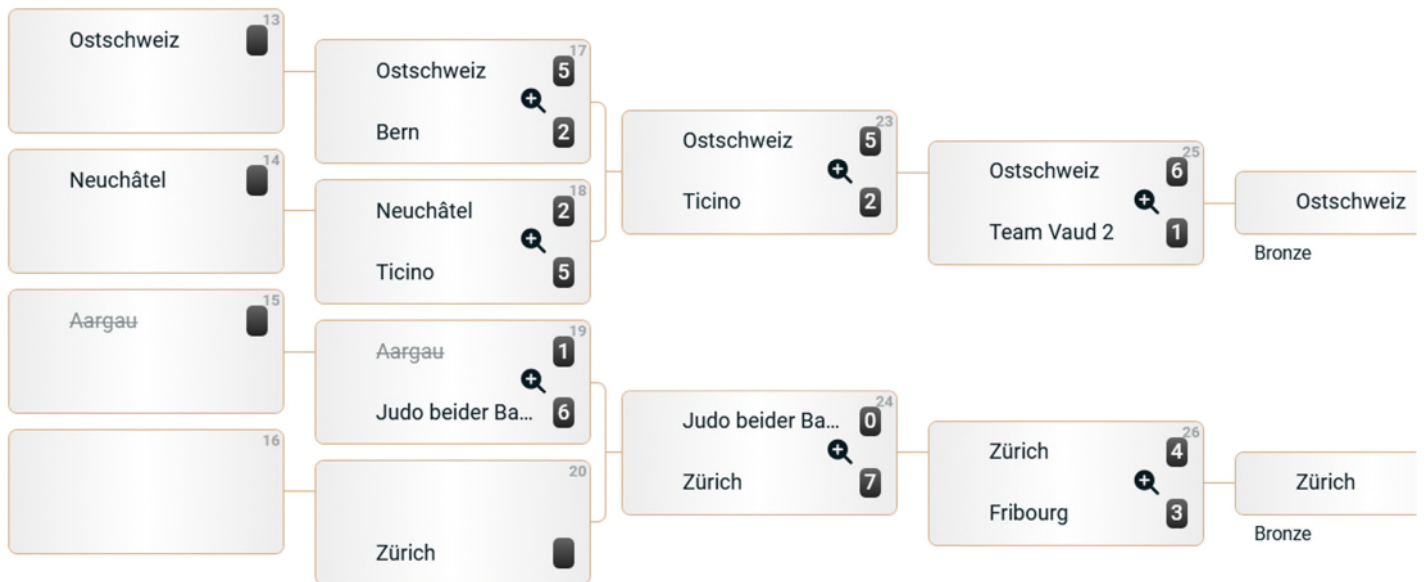 13
Ostschweiz
14
Neuchâtel
15
Aargau
16
17
Ostschweiz 5
Bern 2
18
Neuchâtel 2
Ticino 5
19
Aargau 1
Judo beider Ba... 6
20
Zürich
23
Ostschweiz 5
Ticino 2
24
Judo beider Ba... 0
Zürich 7
25
Ostschweiz 6
Team Vaud 2 1
26
Zürich 4
Fribourg 3
Ostschweiz
Bronze
Zürich
Bronze